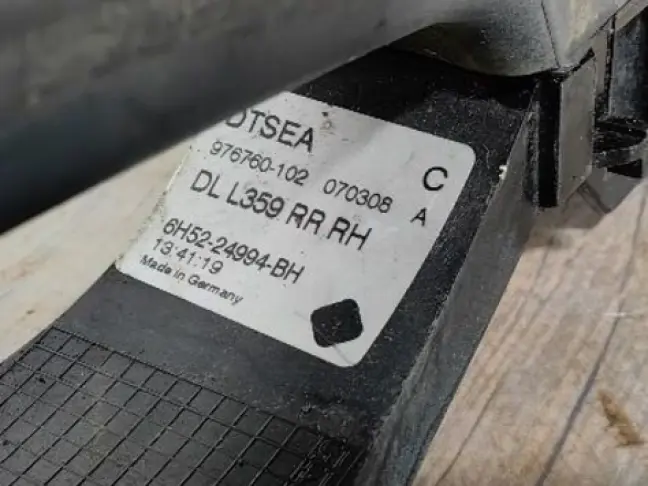 DTSEA
976760-102 070308 C
DL L359 RR RH A
6H52-24994-BH
13:41:19
Made in Germany